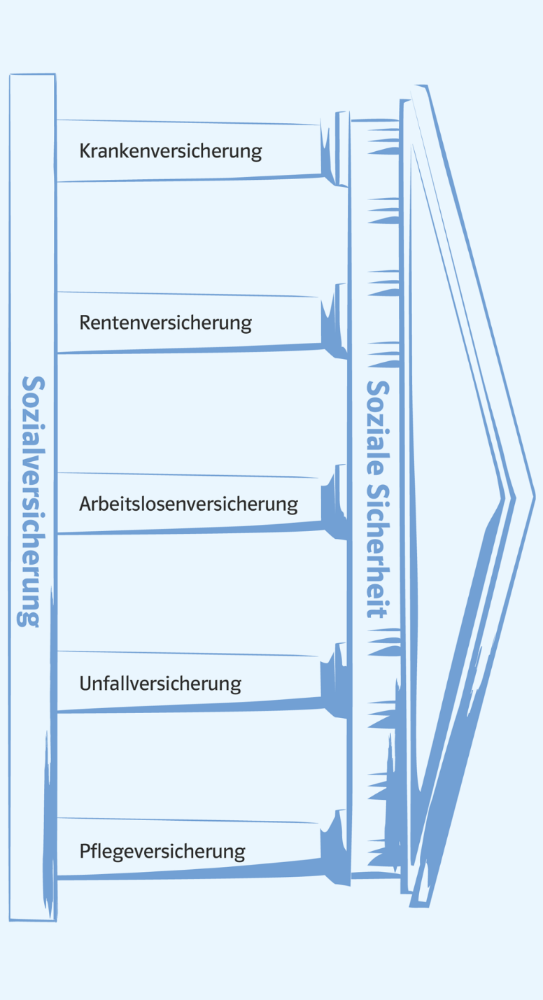 Krankenversicherung
Rentenversicherung
Arbeitslosenversicherung
Unfallversicherung
Pflegeversicherung
Sozialversicherung
Soziale Sicherheit